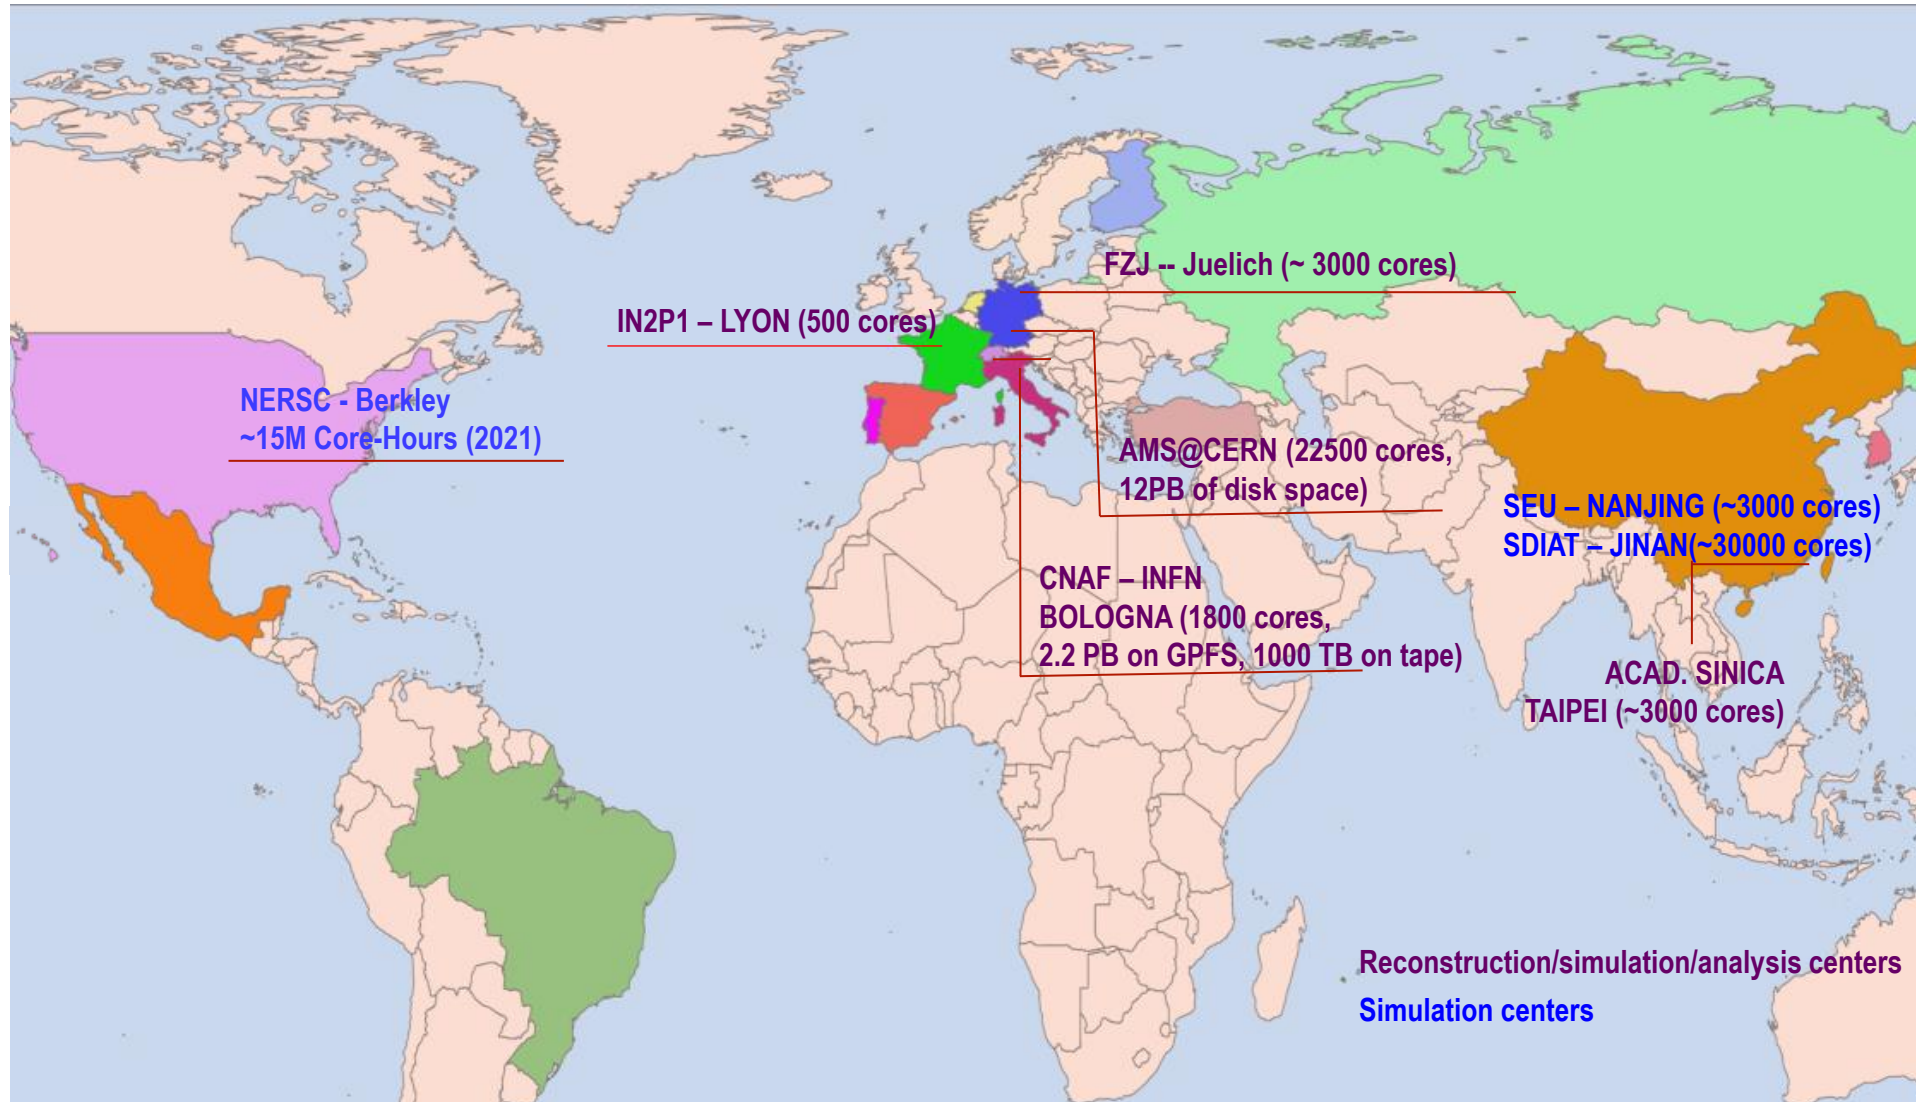 FZJ -- Juelich (~ 3000 cores)
IN2P1 – LYON (500 cores)
NERSC - Berkley
~15M Core-Hours (2021)
AMS@CERN (22500 cores,
12PB of disk space)
SEU – NANJING (~3000 cores)
SDIAT – JINAN(~30000 cores)
CNAF – INFN
BOLOGNA (1800 cores,
2.2 PB on GPFS, 1000 TB on tape)
ACAD. SINICA
TAIPEI (~3000 cores)
Reconstruction/simulation/analysis centers
Simulation centers